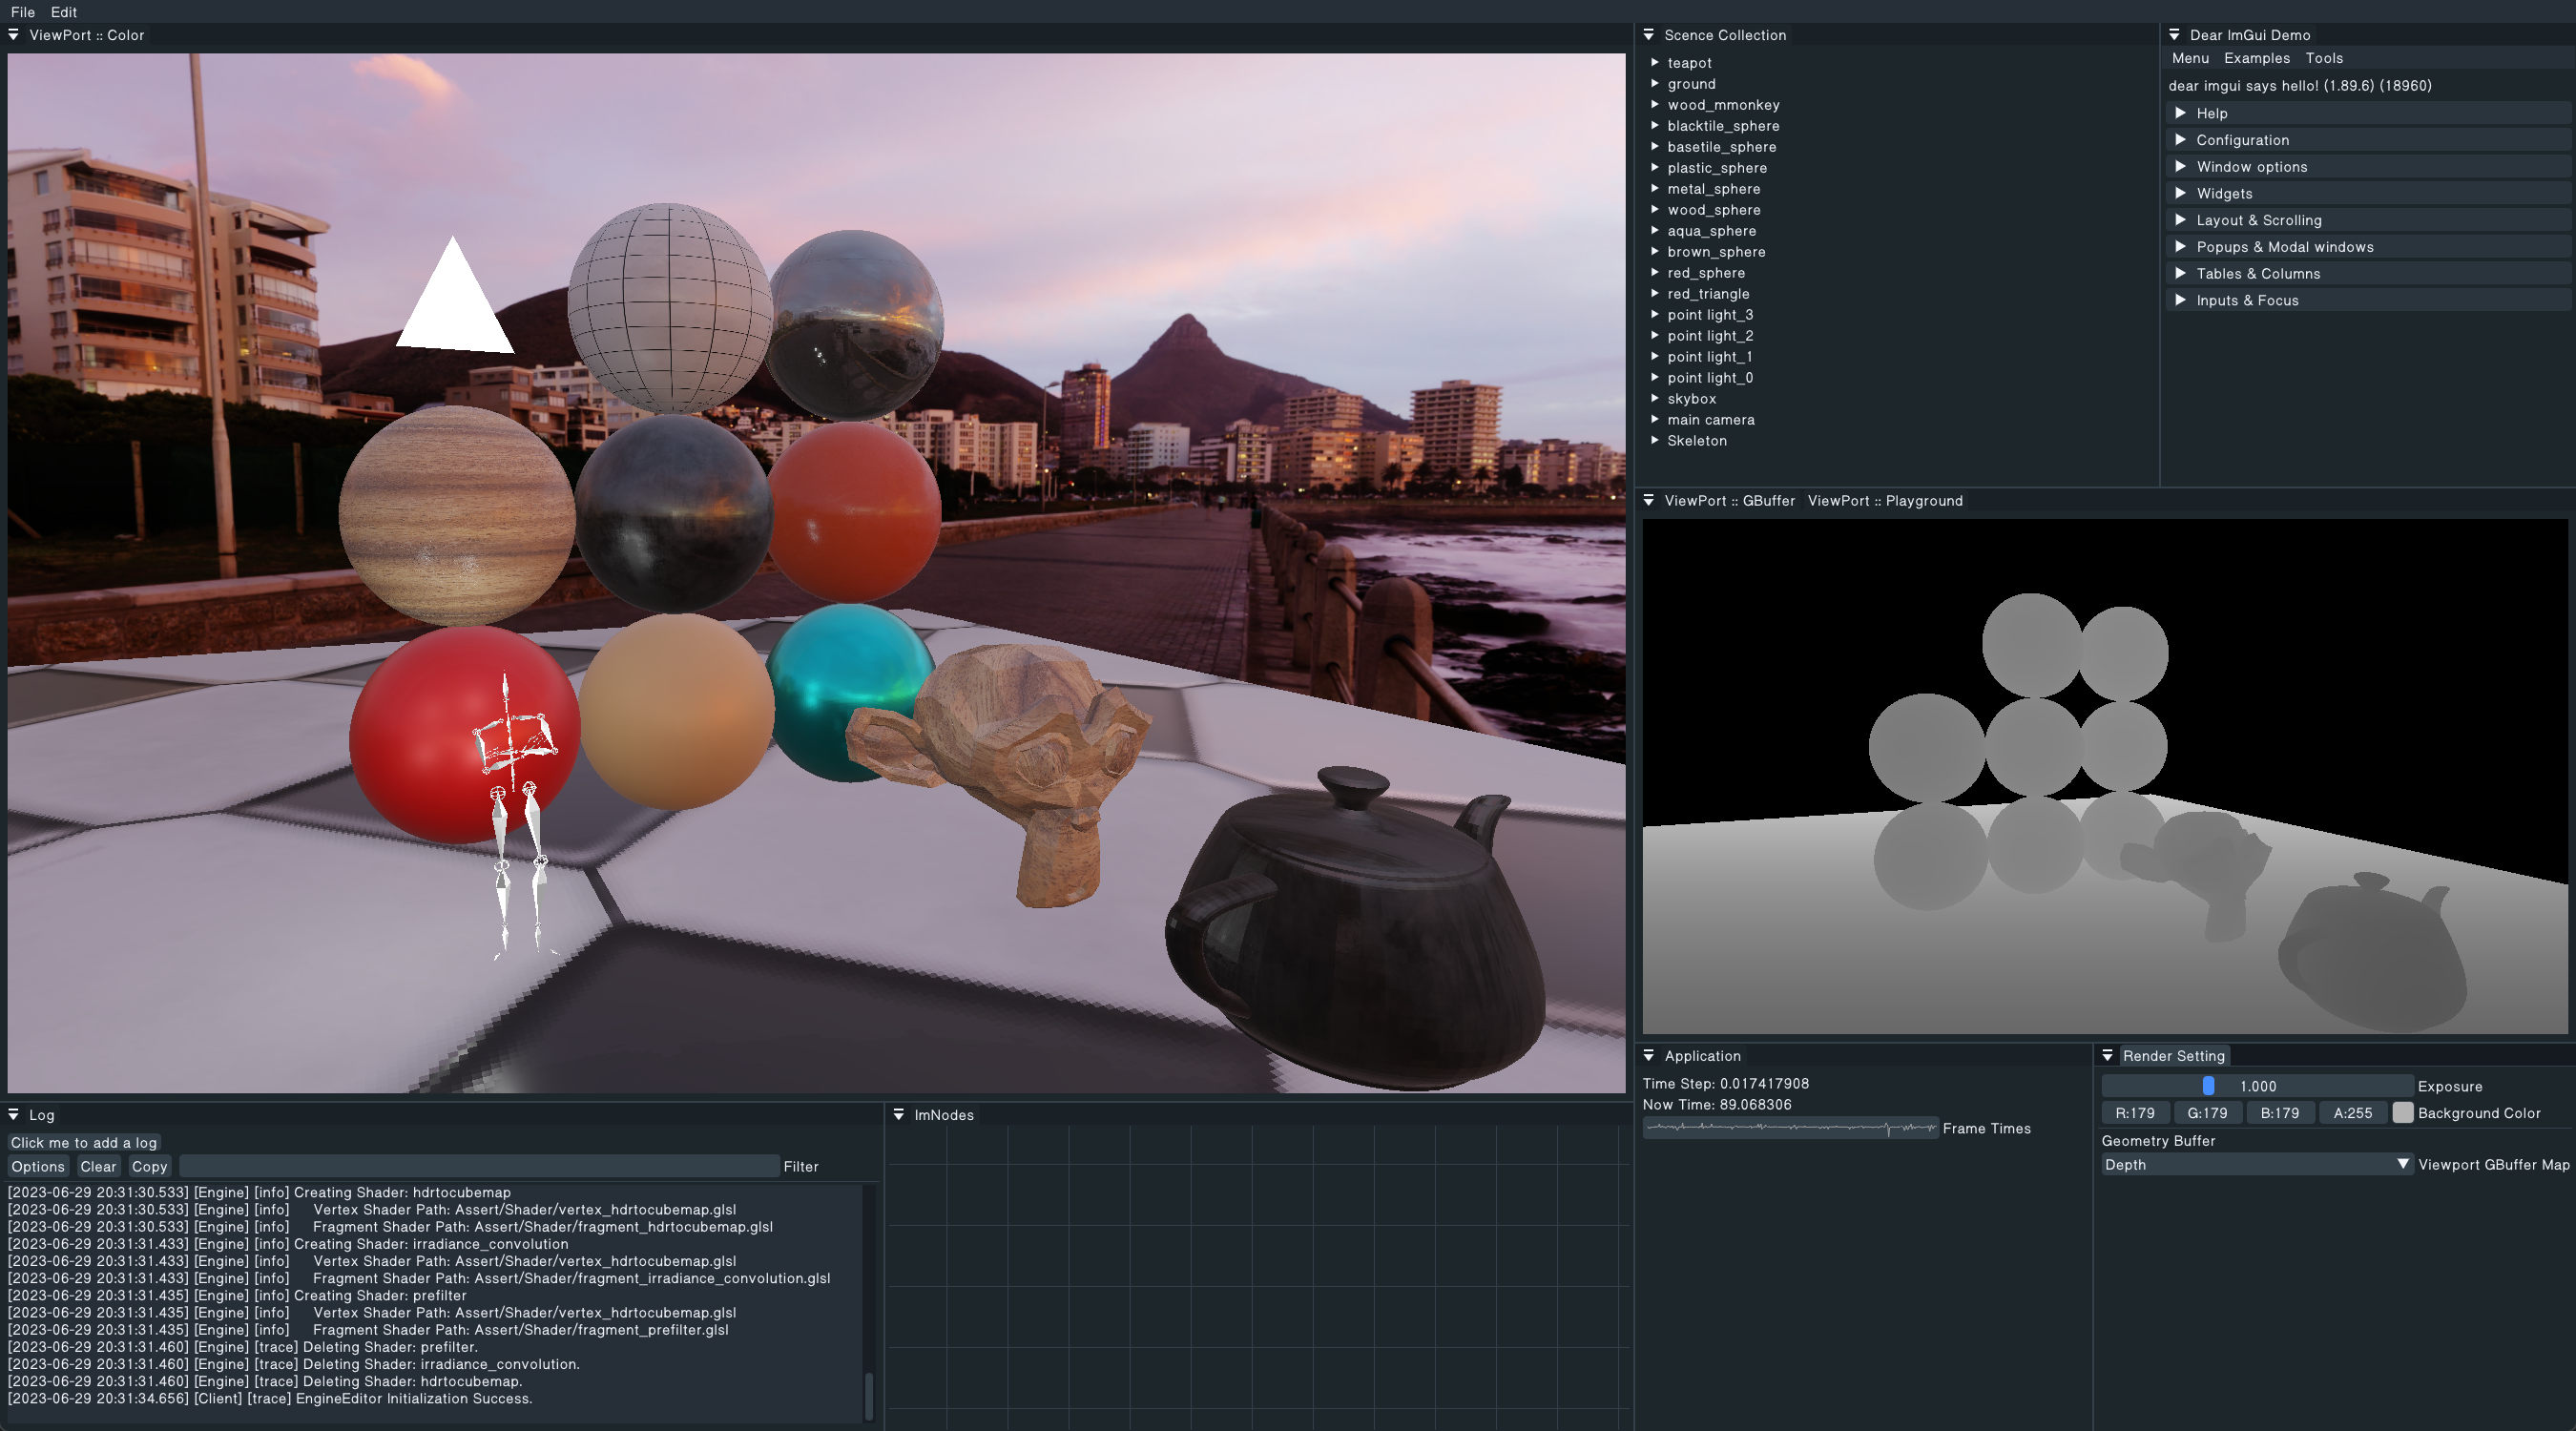 File Edit
ViewPort :: Color
Scence Collection
teapot
ground
wood_mmonkey
blacktile_sphere
basetile_sphere
plastic_sphere
metal_sphere
wood_sphere
aqua_sphere
brown_sphere
red_sphere
red_triangle
point light_3
point light_2
point light_1
point light_0
skybox
main camera
Skeleton
Dear ImGui Demo
Menu Examples Tools
dear imgui says hello! (1.89.6) (18960)
Help
Configuration
Window options
Widgets
Layout & Scrolling
Popups & Modal windows
Tables & Columns
Inputs & Focus
ViewPort :: GBuffer ViewPort :: Playground
Application
Time Step: 0.017417908
Now Time: 89.068306
Frame Times
Render Setting
1.000 Exposure
R:179 G:179 B:179 A:255 Background Color
Geometry Buffer
Depth Viewport GBuffer Map
Log
Click me to add a log
Options Clear Copy Filter
[2023-06-29 20:31:30.533] [Engine] [info] Creating Shader: hdrtocubemap
[2023-06-29 20:31:30.533] [Engine] [info] Vertex Shader Path: Assert/Shader/vertex_hdrtocubemap.glsl
[2023-06-29 20:31:30.533] [Engine] [info] Fragment Shader Path: Assert/Shader/fragment_hdrtocubemap.glsl
[2023-06-29 20:31:31.433] [Engine] [info] Creating Shader: irradiance_convolution
[2023-06-29 20:31:31.433] [Engine] [info] Vertex Shader Path: Assert/Shader/vertex_hdrtocubemap.glsl
[2023-06-29 20:31:31.433] [Engine] [info] Fragment Shader Path: Assert/Shader/fragment_irradiance_convolution.glsl
[2023-06-29 20:31:31.435] [Engine] [info] Creating Shader: prefilter
[2023-06-29 20:31:31.435] [Engine] [info] Vertex Shader Path: Assert/Shader/vertex_hdrtocubemap.glsl
[2023-06-29 20:31:31.435] [Engine] [info] Fragment Shader Path: Assert/Shader/fragment_prefilter.glsl
[2023-06-29 20:31:31.460] [Engine] [trace] Deleting Shader: prefilter.
[2023-06-29 20:31:31.460] [Engine] [trace] Deleting Shader: irradiance_convolution.
[2023-06-29 20:31:31.460] [Engine] [trace] Deleting Shader: hdrtocubemap.
[2023-06-29 20:31:34.656] [Client] [trace] EngineEditor Initialization Success.
ImNodes